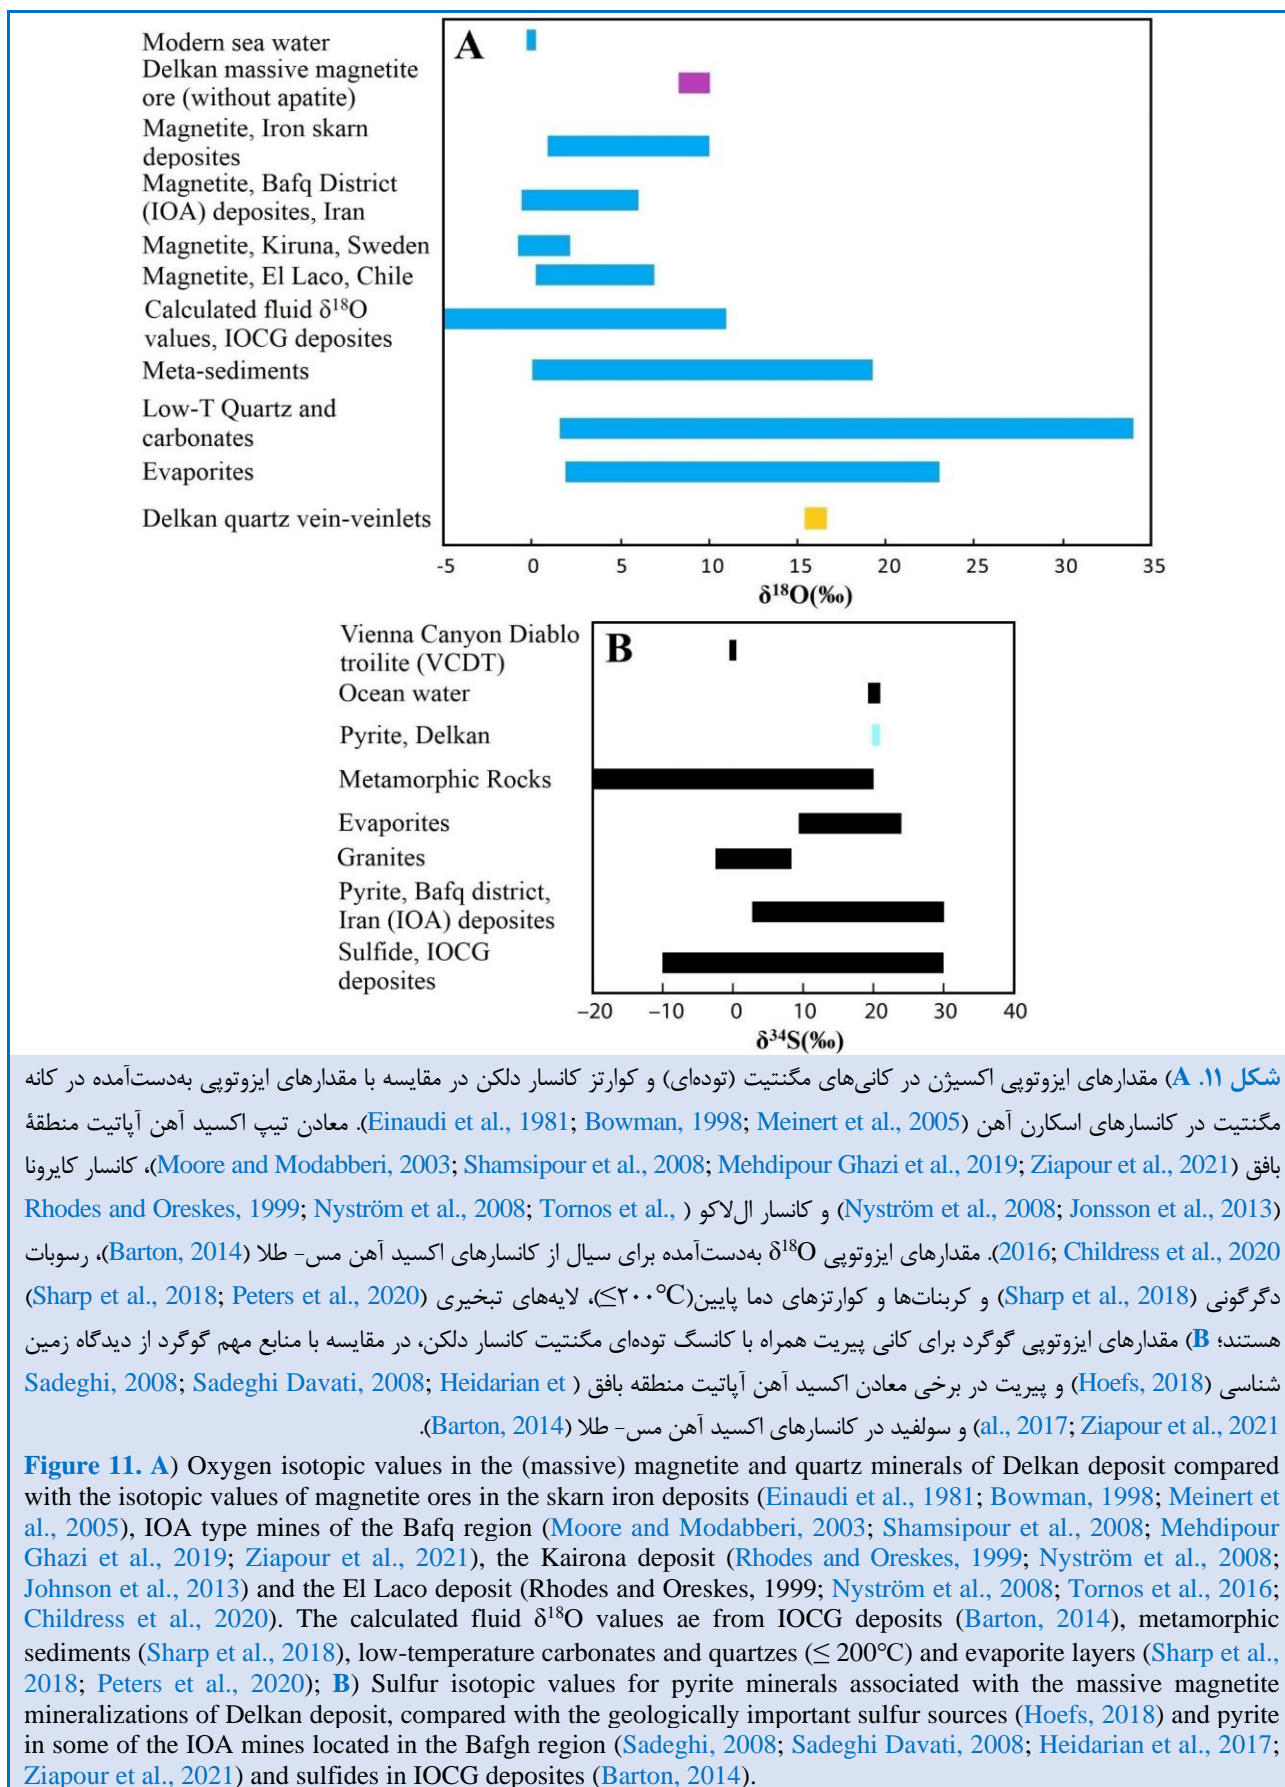 A
Modern sea water
Delkan massive magnetite
ore (without apatite)
Magnetite, Iron skarn
deposites
Magnetite, Bafq District
(IOA) deposites, Iran
Magnetite, Kiruna, Sweden
Magnetite, El Laco, Chile
Calculated fluid δ¹⁸O
values, IOCG deposites
Meta-sediments
Low-T Quartz and
carbonates
Evaporites
Delkan quartz vein-veinlets
-5 0 5 10 15 20 25 30 35
δ¹⁸O(‰)
B
Vienna Canyon Diablo
troilite (VCDT)
Ocean water
Pyrite, Delkan
Metamorphic Rocks
Evaporites
Granites
Pyrite, Bafq district,
Iran (IOA) deposites
Sulfide, IOCG
deposites
−20 −10 0 10 20 30 40
δ³⁴S(‰)
شکل ۱۱. A) مقدارهای ایزوتوپی اکسیژن در کانی‌های مگنتیت (توده‌ای) و کوارتز کانسار دلکن در مقایسه با مقدارهای ایزوتوپی به‌دست‌آمده در کانه
مگنتیت در کانسارهای اسکارن آهن (Einaudi et al., 1981; Bowman, 1998; Meinert et al., 2005). معادن تیپ اکسید آهن آپاتیت منطقهٔ
بافق (Moore and Modabberi, 2003; Shamsipour et al., 2008; Mehdipour Ghazi et al., 2019; Ziapour et al., 2021)، کانسار کایرونا
(Nyström et al., 2008; Jonsson et al., 2013) و کانسار ال‌لاکو (Rhodes and Oreskes, 1999; Nyström et al., 2008; Tornos et al.,
2016; Childress et al., 2020). مقدارهای ایزوتوپی δ¹⁸O به‌دست‌آمده برای سیال از کانسارهای اکسید آهن مس- طلا (Barton, 2014)، رسوبات
دگرگونی (Sharp et al., 2018) و کربنات‌ها و کوارتزهای دما پایین(≤۲۰۰°C)، لایه‌های تبخیری (Sharp et al., 2018; Peters et al., 2020)
هستند؛ B) مقدارهای ایزوتوپی گوگرد برای کانی پیریت همراه با کانسگ توده‌ای مگنتیت کانسار دلکن، در مقایسه با منابع مهم گوگرد از دیدگاه زمین
شناسی (Hoefs, 2018) و پیریت در برخی معادن اکسید آهن آپاتیت منطقه بافق (Sadeghi, 2008; Sadeghi Davati, 2008; Heidarian et
al., 2017; Ziapour et al., 2021) و سولفید در کانسارهای اکسید آهن مس- طلا (Barton, 2014).
Figure 11. A) Oxygen isotopic values in the (massive) magnetite and quartz minerals of Delkan deposit compared
with the isotopic values of magnetite ores in the skarn iron deposits (Einaudi et al., 1981; Bowman, 1998; Meinert et
al., 2005), IOA type mines of the Bafq region (Moore and Modabberi, 2003; Shamsipour et al., 2008; Mehdipour
Ghazi et al., 2019; Ziapour et al., 2021), the Kairona deposit (Rhodes and Oreskes, 1999; Nyström et al., 2008;
Johnson et al., 2013) and the El Laco deposit (Rhodes and Oreskes, 1999; Nyström et al., 2008; Tornos et al., 2016;
Childress et al., 2020). The calculated fluid δ¹⁸O values ae from IOCG deposits (Barton, 2014), metamorphic
sediments (Sharp et al., 2018), low-temperature carbonates and quartzes (≤ 200°C) and evaporite layers (Sharp et al.,
2018; Peters et al., 2020); B) Sulfur isotopic values for pyrite minerals associated with the massive magnetite
mineralizations of Delkan deposit, compared with the geologically important sulfur sources (Hoefs, 2018) and pyrite
in some of the IOA mines located in the Bafgh region (Sadeghi, 2008; Sadeghi Davati, 2008; Heidarian et al., 2017;
Ziapour et al., 2021) and sulfides in IOCG deposites (Barton, 2014).